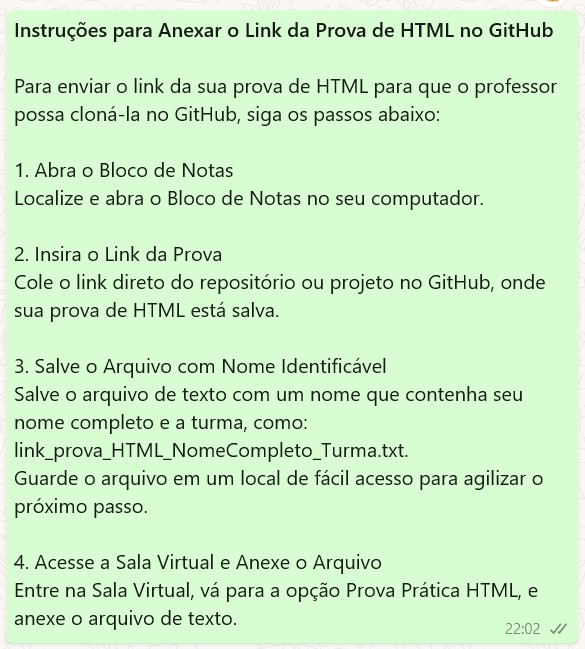 Instruções para Anexar o Link da Prova de HTML no GitHub
Para enviar o link da sua prova de HTML para que o professor
possa cloná-la no GitHub, siga os passos abaixo:
1. Abra o Bloco de Notas
Localize e abra o Bloco de Notas no seu computador.
2. Insira o Link da Prova
Cole o link direto do repositório ou projeto no GitHub, onde
sua prova de HTML está salva.
3. Salve o Arquivo com Nome Identificável
Salve o arquivo de texto com um nome que contenha seu
nome completo e a turma, como:
link_prova_HTML_NomeCompleto_Turma.txt.
Guarde o arquivo em um local de fácil acesso para agilizar o
próximo passo.
4. Acesse a Sala Virtual e Anexe o Arquivo
Entre na Sala Virtual, vá para a opção Prova Prática HTML, e
anexe o arquivo de texto.
22:02